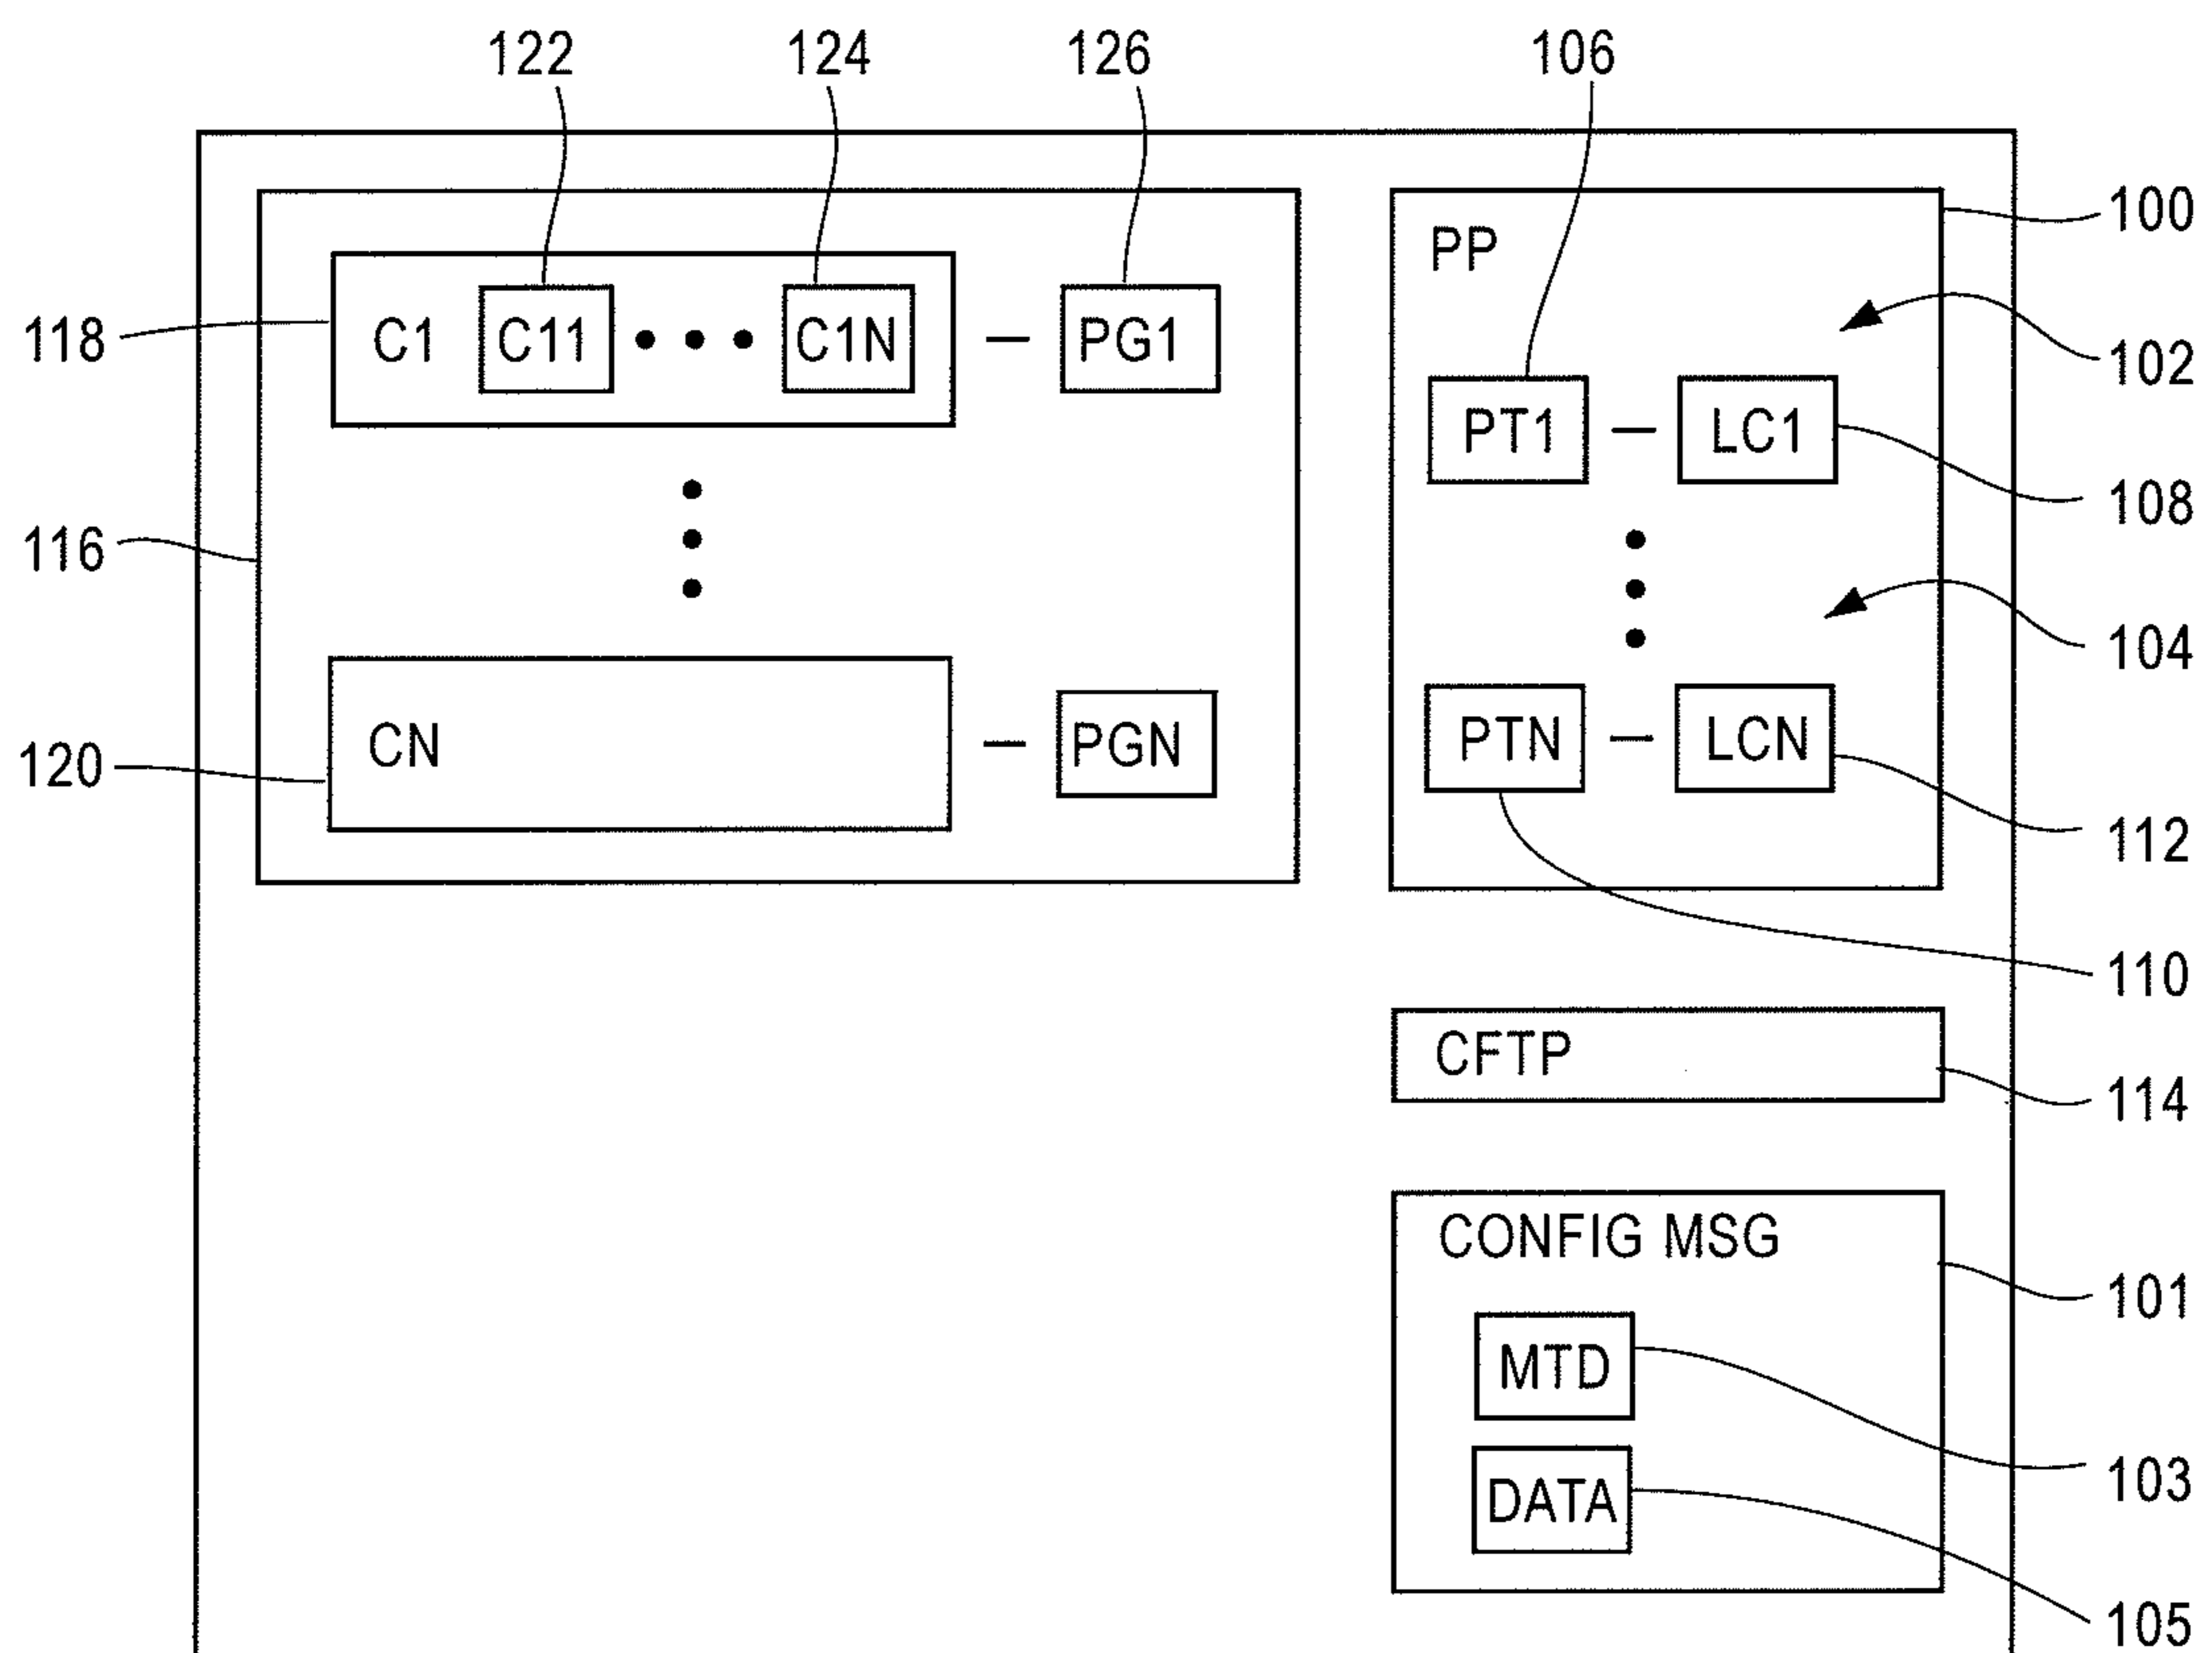 122 124 126 106
100
PP
118 C1 C11 C1N – PG1
102
PT1 – LC1
108
116
104
120 CN – PGN
PTN – LCN
112
110
CFTP
114
CONFIG MSG
101
MTD
103
DATA
105